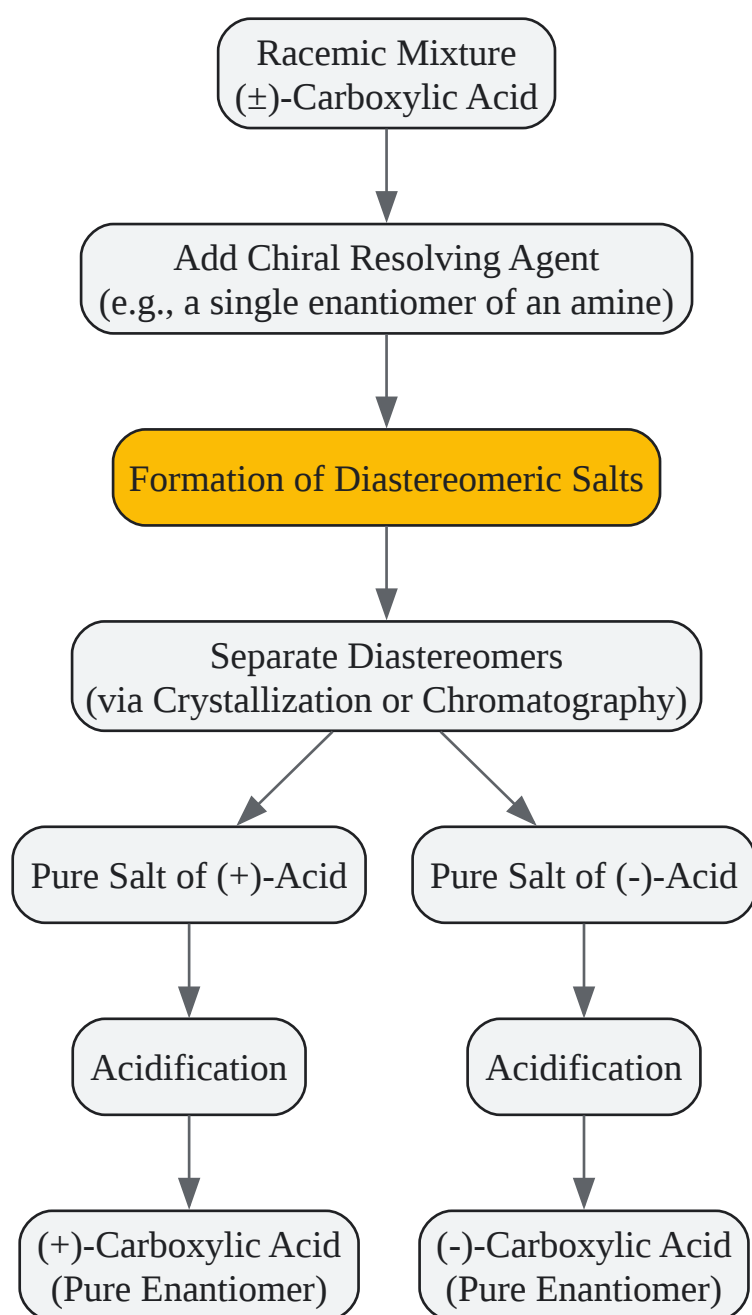 Racemic Mixture
(±)-Carboxylic Acid
Add Chiral Resolving Agent
(e.g., a single enantiomer of an amine)
Formation of Diastereomeric Salts
Separate Diastereomers
(via Crystallization or Chromatography)
Pure Salt of (+)-Acid
Pure Salt of (-)-Acid
Acidification
Acidification
(+)-Carboxylic Acid
(Pure Enantiomer)
(-)-Carboxylic Acid
(Pure Enantiomer)